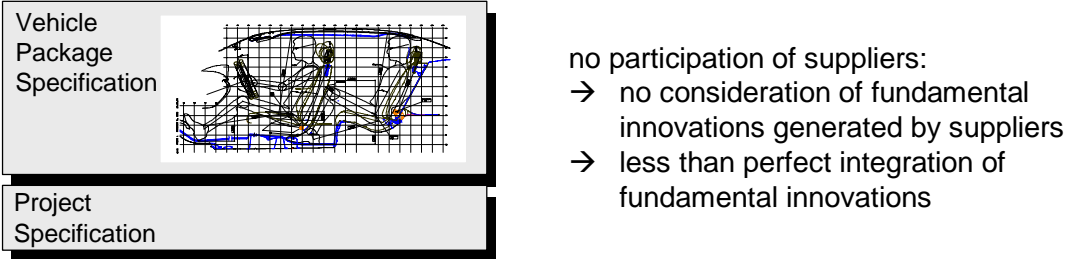 Vehicle
Package
Specification
Project
Specification
no participation of suppliers:
→ no consideration of fundamental
innovations generated by suppliers
→ less than perfect integration of
fundamental innovations